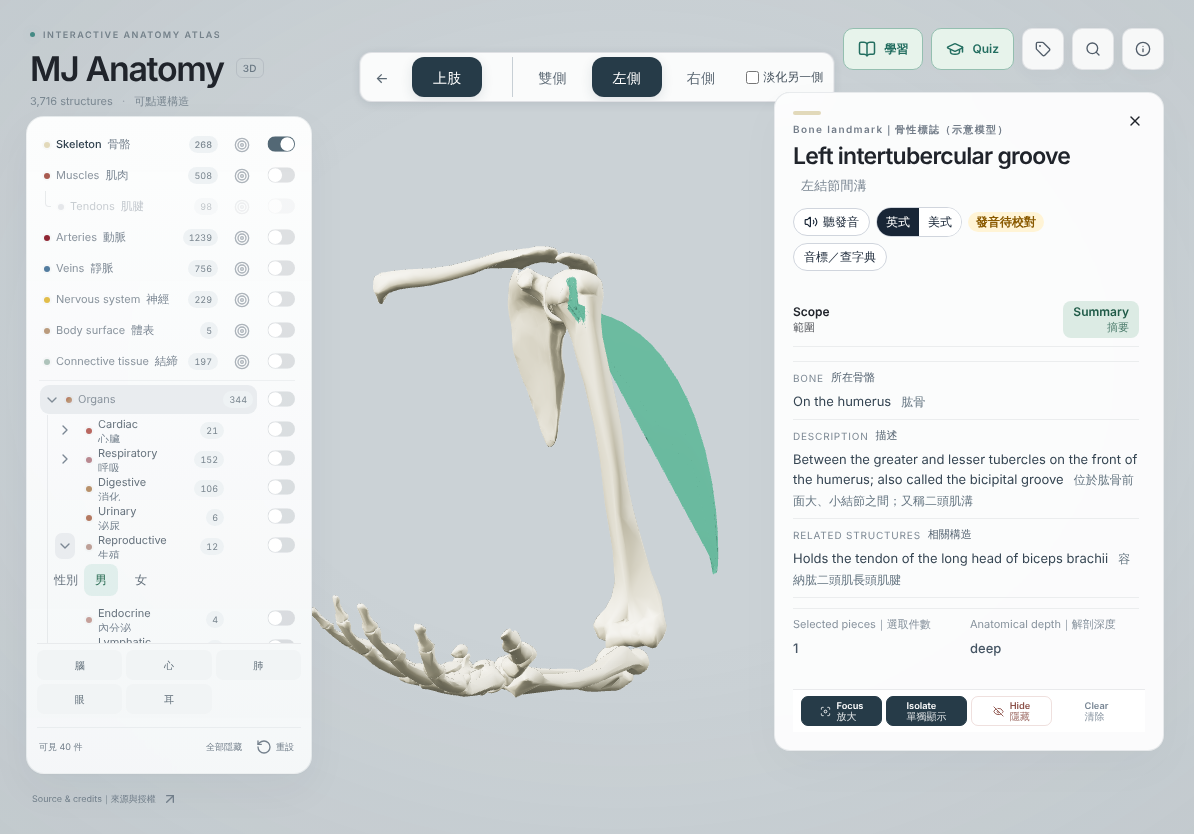 INTERACTIVE ANATOMY ATLAS
MJ Anatomy 3D
3,716 structures · 可點選構造
Skeleton 骨骼 268
Muscles 肌肉 508
Tendons 肌腱 98
Arteries 動脈 1239
Veins 靜脈 756
Nervous system 神經 229
Body surface 體表 5
Connective tissue 結締 197
Organs 344
Cardiac 21
心臟
Respiratory 152
呼吸
Digestive 106
消化
Urinary 6
泌尿
Reproductive 12
生殖
性別 男 女
Endocrine 4
內分泌
Lymphatic
腦 心 肺
眼 耳
可見 40 件 全部隱藏 重設
Source & credits | 來源與授權
上肢 雙側 左側 右側 淡化另一側
學習 Quiz
Bone landmark | 骨性標誌（示意模型）
Left intertubercular groove
左結節間溝
聽發音 英式 美式 發音待校對
音標／查字典
Scope
範圍
Summary
摘要
BONE 所在骨骼
On the humerus 肱骨
DESCRIPTION 描述
Between the greater and lesser tubercles on the front of
the humerus; also called the bicipital groove 位於肱骨前
面大、小結節之間；又稱二頭肌溝
RELATED STRUCTURES 相關構造
Holds the tendon of the long head of biceps brachii 容
納肱二頭肌長頭肌腱
Selected pieces | 選取件數 Anatomical depth | 解剖深度
1 deep
Focus
放大
Isolate
單獨顯示
Hide
隱藏
Clear
清除